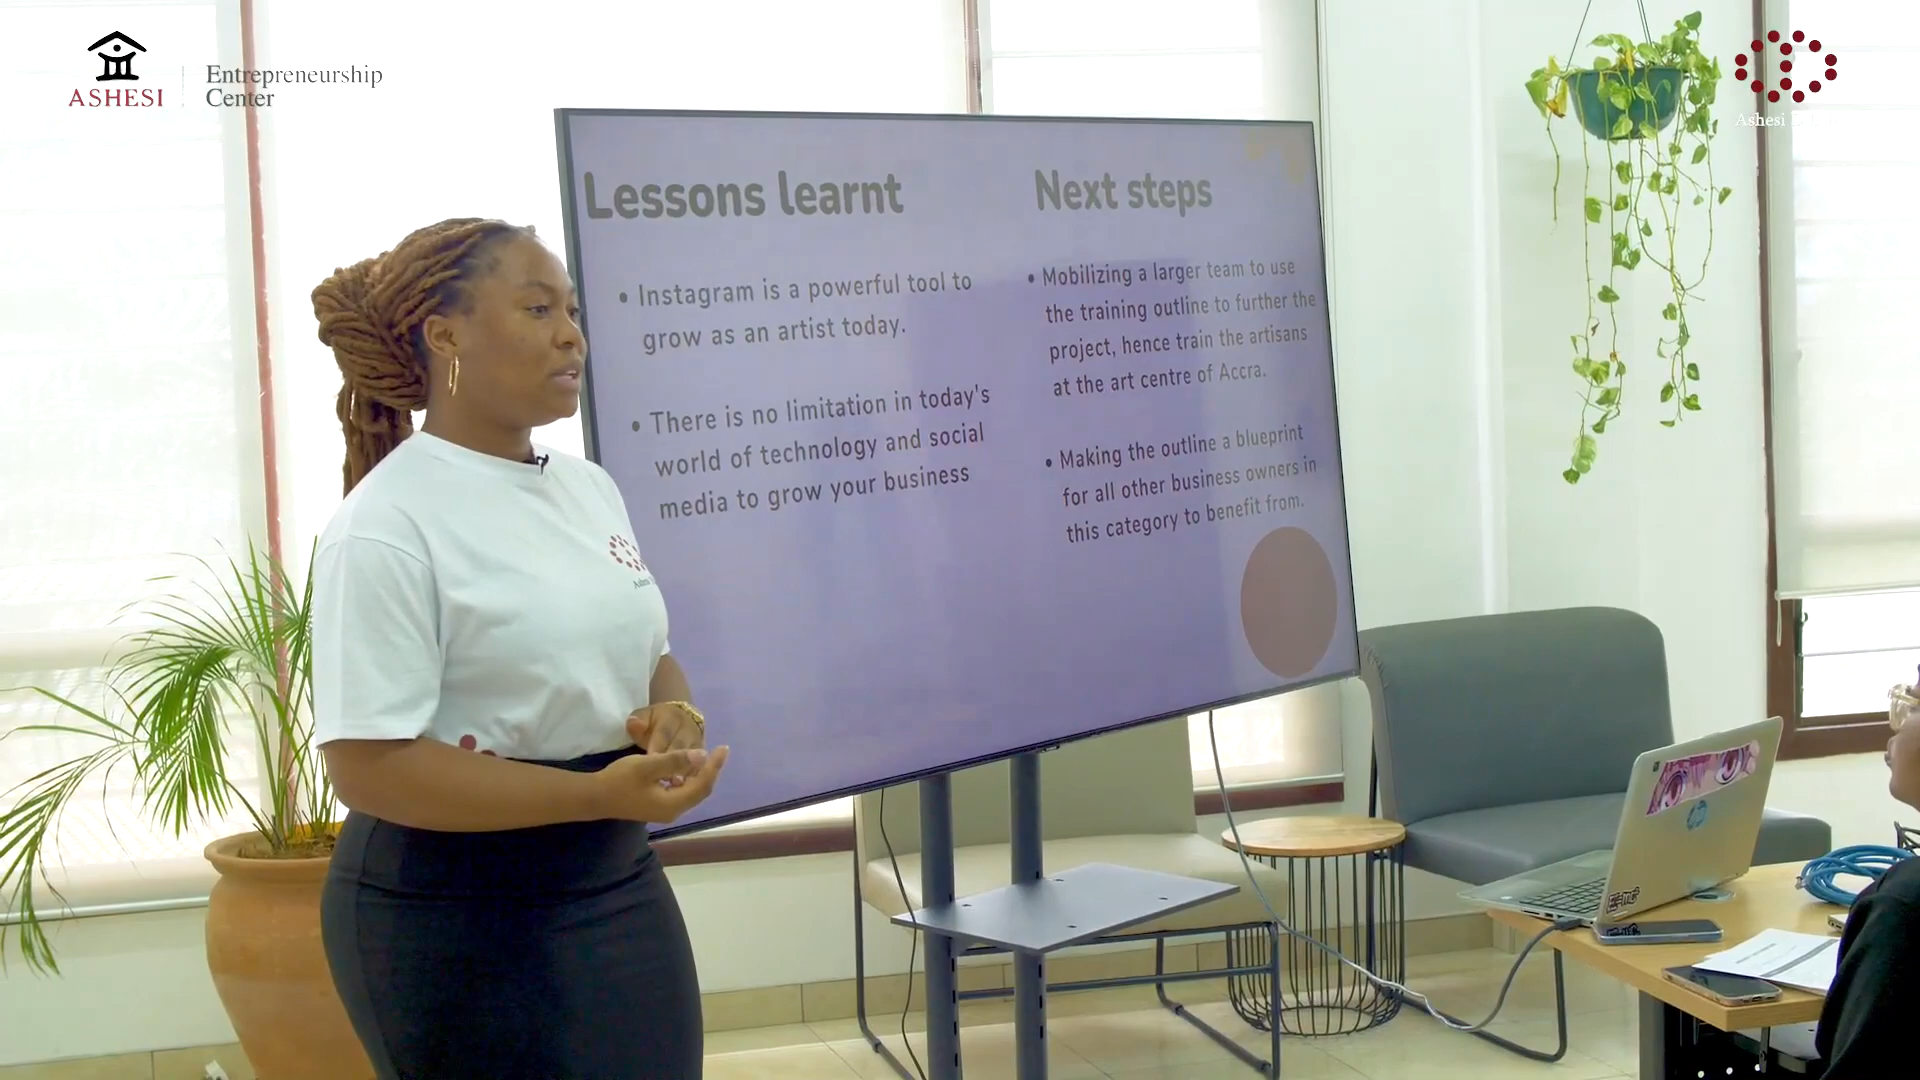 ASHESI
Entrepreneurship
Center
Ashesi
Lessons learnt
• Instagram is a powerful tool to
grow as an artist today.
• There is no limitation in today's
world of technology and social
media to grow your business
Next steps
• Mobilizing a larger team to use
the training outline to further the
project, hence train the artisans
at the art centre of Accra.
• Making the outline a blueprint
for all other business owners in
this category to benefit from.